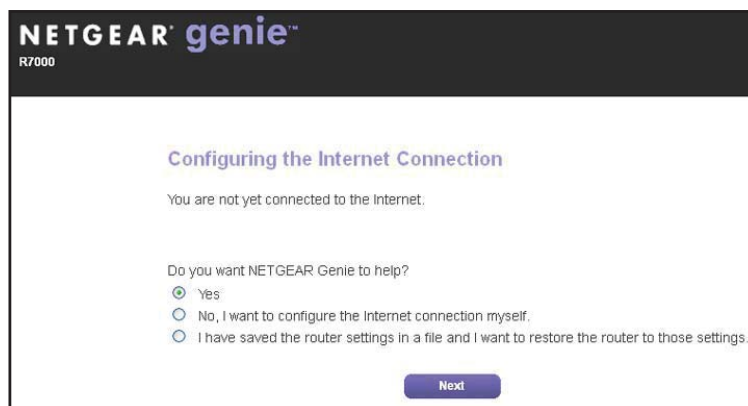 NETGEAR® genie™
R7000
Configuring the Internet Connection
You are not yet connected to the Internet.
Do you want NETGEAR Genie to help?
Yes
No, I want to configure the Internet connection myself.
I have saved the router settings in a file and I want to restore the router to those settings.
Next